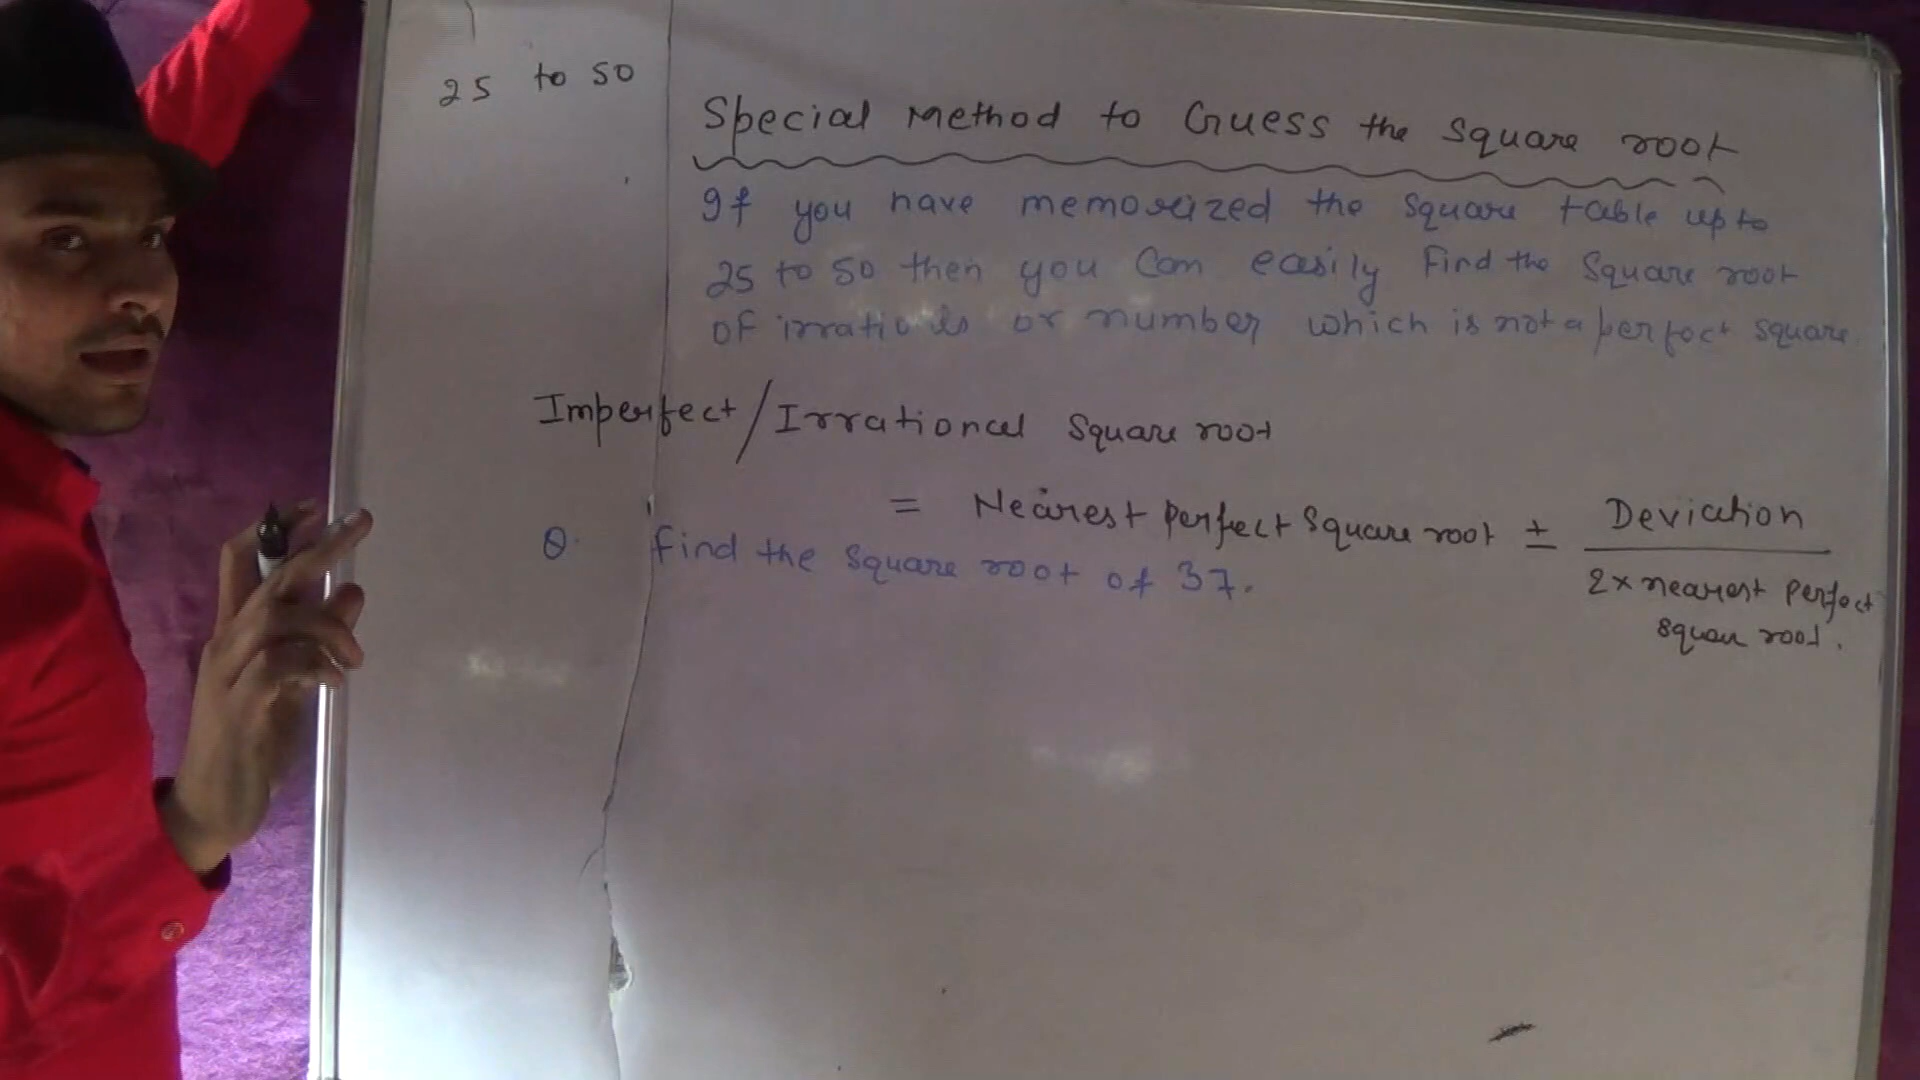 25 to 50
Special Method to Guess the square root
If you have memorized the square table up to
25 to 50 then you can easily find the square root
of irrationals or number which is not a perfect square
Imperfect/Irrational square root
= Nearest perfect square root ± Deviation
2 x nearest perfect
square root.
Q. find the square root of 37.